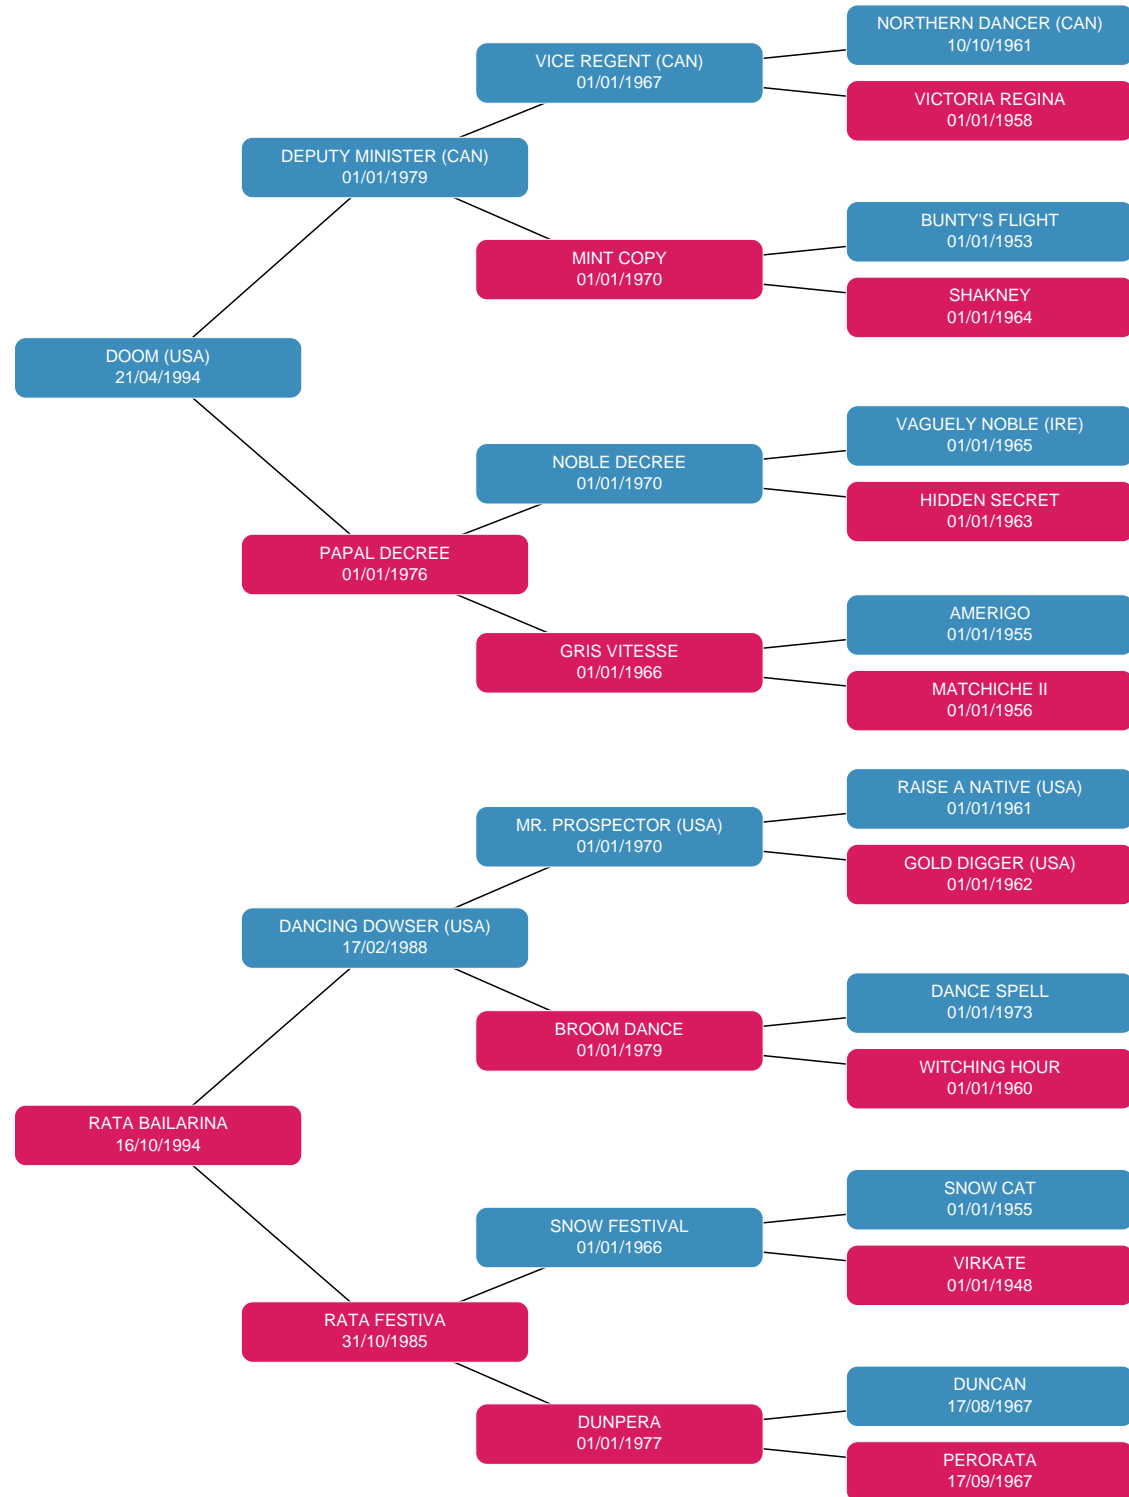 NORTHERN DANCER (CAN)
10/10/1961
VICE REGENT (CAN)
01/01/1967
VICTORIA REGINA
01/01/1958
DEPUTY MINISTER (CAN)
01/01/1979
BUNTY'S FLIGHT
01/01/1953
MINT COPY
01/01/1970
SHAKNEY
01/01/1964
DOOM (USA)
21/04/1994
VAGUELY NOBLE (IRE)
01/01/1965
NOBLE DECREE
01/01/1970
HIDDEN SECRET
01/01/1963
PAPAL DECREE
01/01/1976
AMERIGO
01/01/1955
GRIS VITESSE
01/01/1966
MATCHICHE II
01/01/1956
RAISE A NATIVE (USA)
01/01/1961
MR. PROSPECTOR (USA)
01/01/1970
GOLD DIGGER (USA)
01/01/1962
DANCING DOWSER (USA)
17/02/1988
DANCE SPELL
01/01/1973
BROOM DANCE
01/01/1979
WITCHING HOUR
01/01/1960
RATA BAILARINA
16/10/1994
SNOW CAT
01/01/1955
SNOW FESTIVAL
01/01/1966
VIRKATE
01/01/1948
RATA FESTIVA
31/10/1985
DUNCAN
17/08/1967
DUNPERA
01/01/1977
PERORATA
17/09/1967